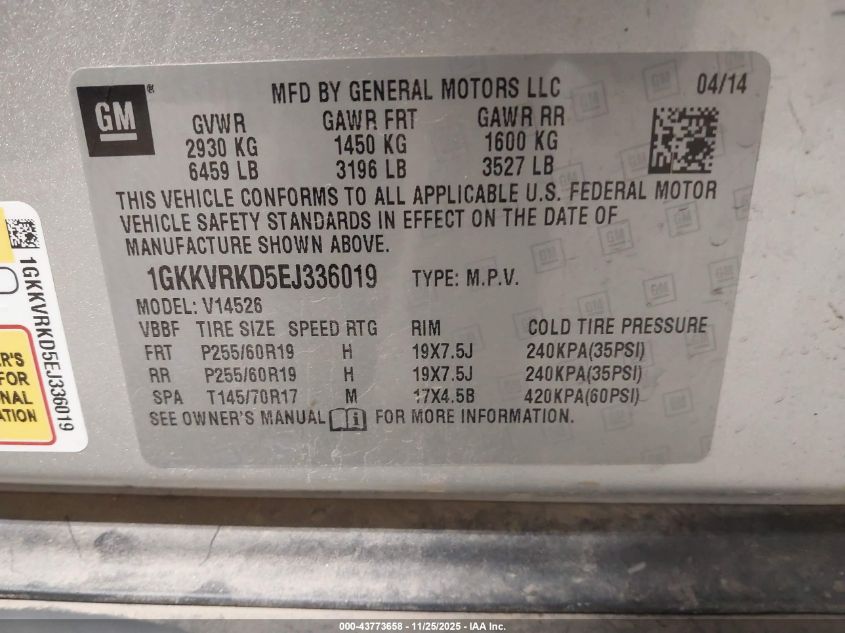 GM ®
MFD BY GENERAL MOTORS LLC
04/14
GVWR GAWR FRT GAWR RR
2930 KG 1450 KG 1600 KG
6459 LB 3196 LB 3527 LB
THIS VEHICLE CONFORMS TO ALL APPLICABLE U.S. FEDERAL MOTOR
VEHICLE SAFETY STANDARDS IN EFFECT ON THE DATE OF
MANUFACTURE SHOWN ABOVE.
1GKKVRKD5EJ336019 TYPE: M.P.V.
MODEL: V14526
VBBF TIRE SIZE SPEED RTG RIM COLD TIRE PRESSURE
FRT P255/60R19 H 19X7.5J 240KPA(35PSI)
RR P255/60R19 H 19X7.5J 240KPA(35PSI)
SPA T145/70R17 M 17X4.5B 420KPA(60PSI)
SEE OWNER'S MANUAL FOR MORE INFORMATION.
1GKKVRKD5EJ336019
ER'S
FOR
NAL
ATION
000-43773658 - 11/25/2025 - IAA Inc.